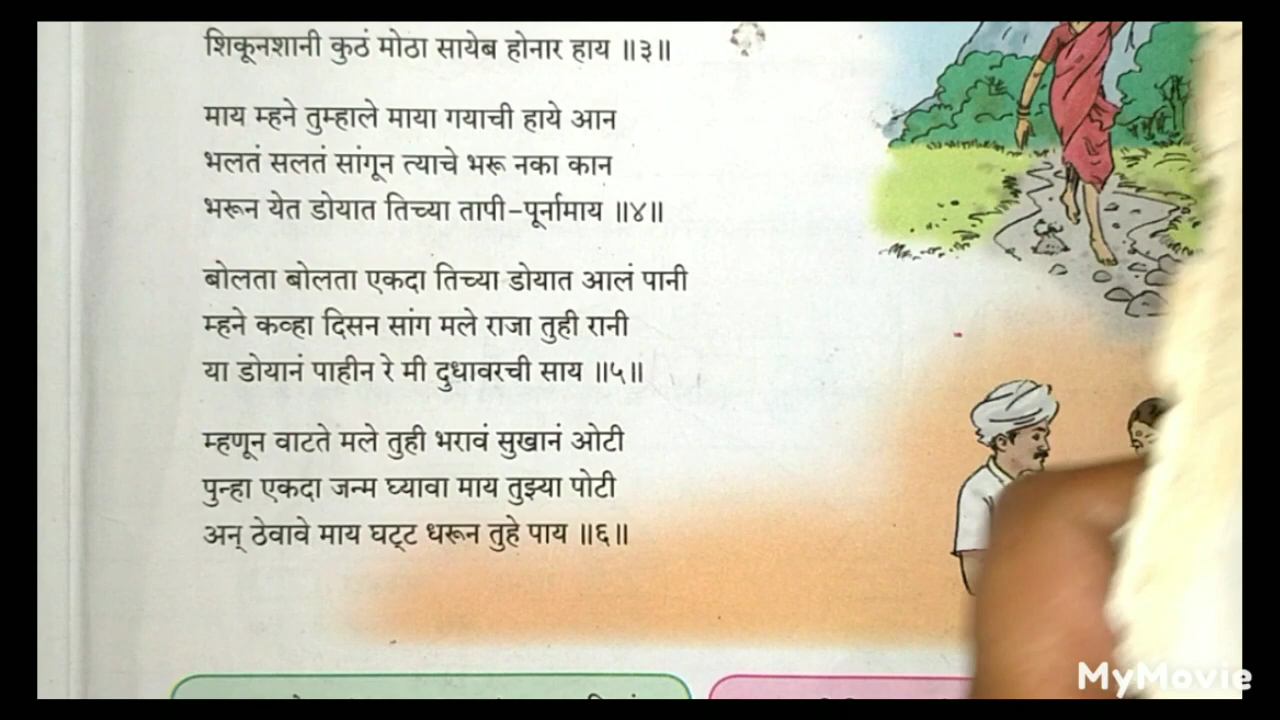 शिकूनशानी कुठं मोठा सायेब होनार हाय ॥३॥
माय म्हने तुम्हाले माया गयाची हाये आन
भलतं सलतं सांगून त्याचे भरू नका कान
भरून येत डोयात तिच्या तापी-पूर्नामाय ॥४॥
बोलता बोलता एकदा तिच्या डोयात आलं पानी
म्हने कव्हा दिसन सांग मले राजा तुही रानी
या डोयानं पाहीन रे मी दुधावरची साय ॥५॥
म्हणून वाटते मले तुही भरावं सुखानं ओटी
पुन्हा एकदा जन्म घ्यावा माय तुझ्या पोटी
अन् ठेवावे माय घट्ट धरून तुहे पाय ॥६॥
MyMovie